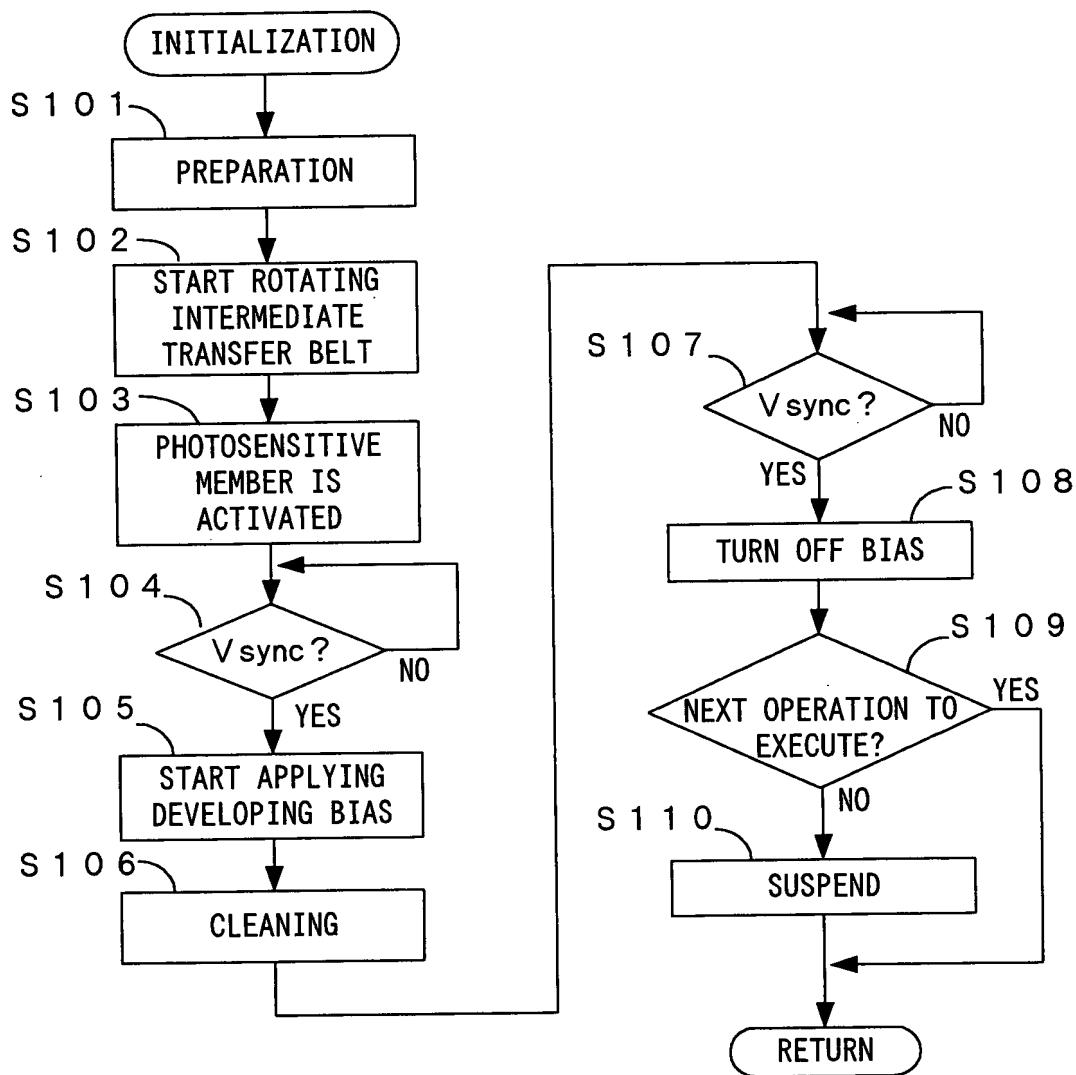 INITIALIZATION
S101
PREPARATION
S102
START ROTATING
INTERMEDIATE
TRANSFER BELT
S103
PHOTOSENSITIVE
MEMBER IS
ACTIVATED
S104
Vsync?
NO
YES
S105
START APPLYING
DEVELOPING BIAS
S106
CLEANING
S107
Vsync?
NO
YES
S108
TURN OFF BIAS
S109
YES
NEXT OPERATION TO
EXECUTE?
NO
S110
SUSPEND
RETURN